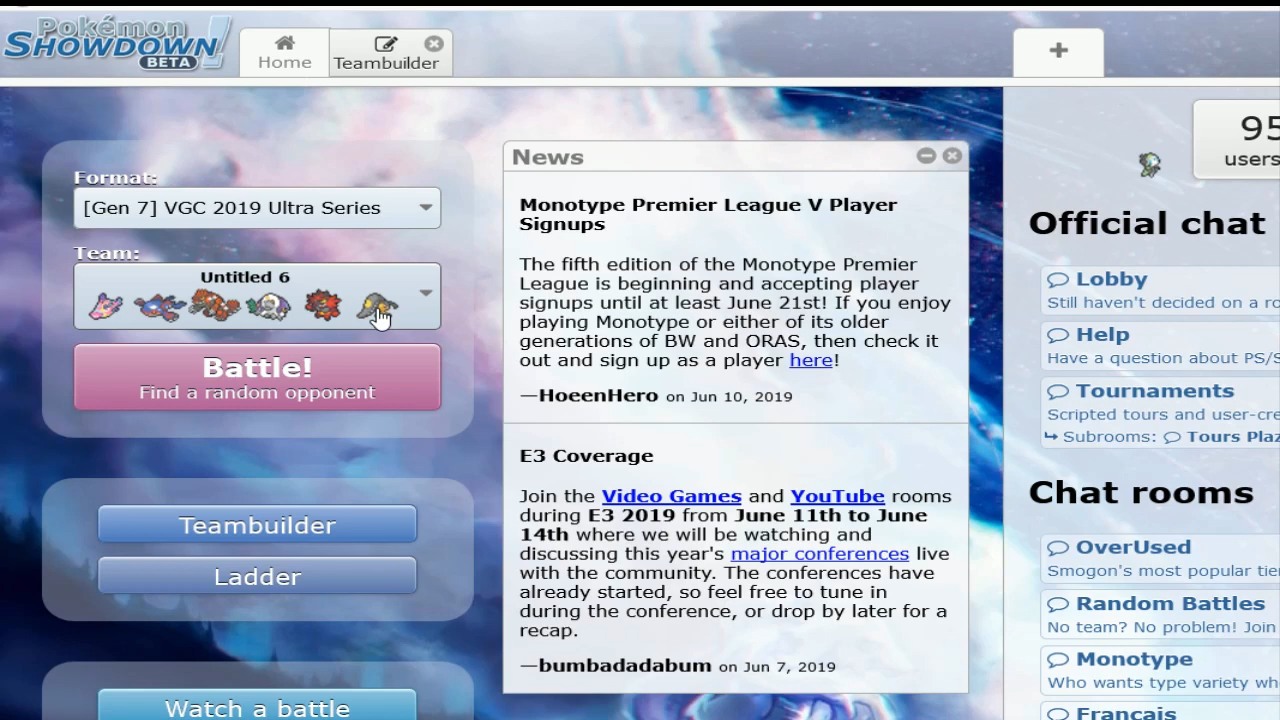 Pokémon
SHOWDOWN!
BETA
Home
Teambuilder
+
Format:
[Gen 7] VGC 2019 Ultra Series
Team:
Untitled 6
Battle!
Find a random opponent
Teambuilder
Ladder
Watch a battle
News
Monotype Premier League V Player
Signups
The fifth edition of the Monotype Premier
League is beginning and accepting player
signups until at least June 21st! If you enjoy
playing Monotype or either of its older
generations of BW and ORAS, then check it
out and sign up as a player here!
—HoeenHero on Jun 10, 2019
E3 Coverage
Join the Video Games and YouTube rooms
during E3 2019 from June 11th to June
14th where we will be watching and
discussing this year's major conferences live
with the community. The conferences have
already started, so feel free to tune in
during the conference, or drop by later for a
recap.
—bumbadadabum on Jun 7, 2019
95
users
Official chat
Lobby
Still haven't decided on a
Help
Have a question about PS/S
Tournaments
Scripted tours and user-cre
↳ Subrooms: Tours Plaz
Chat rooms
OverUsed
Smogon's most popular tie
Random Battles
No team? No problem! Join
Monotype
Who wants type variety wh
Français